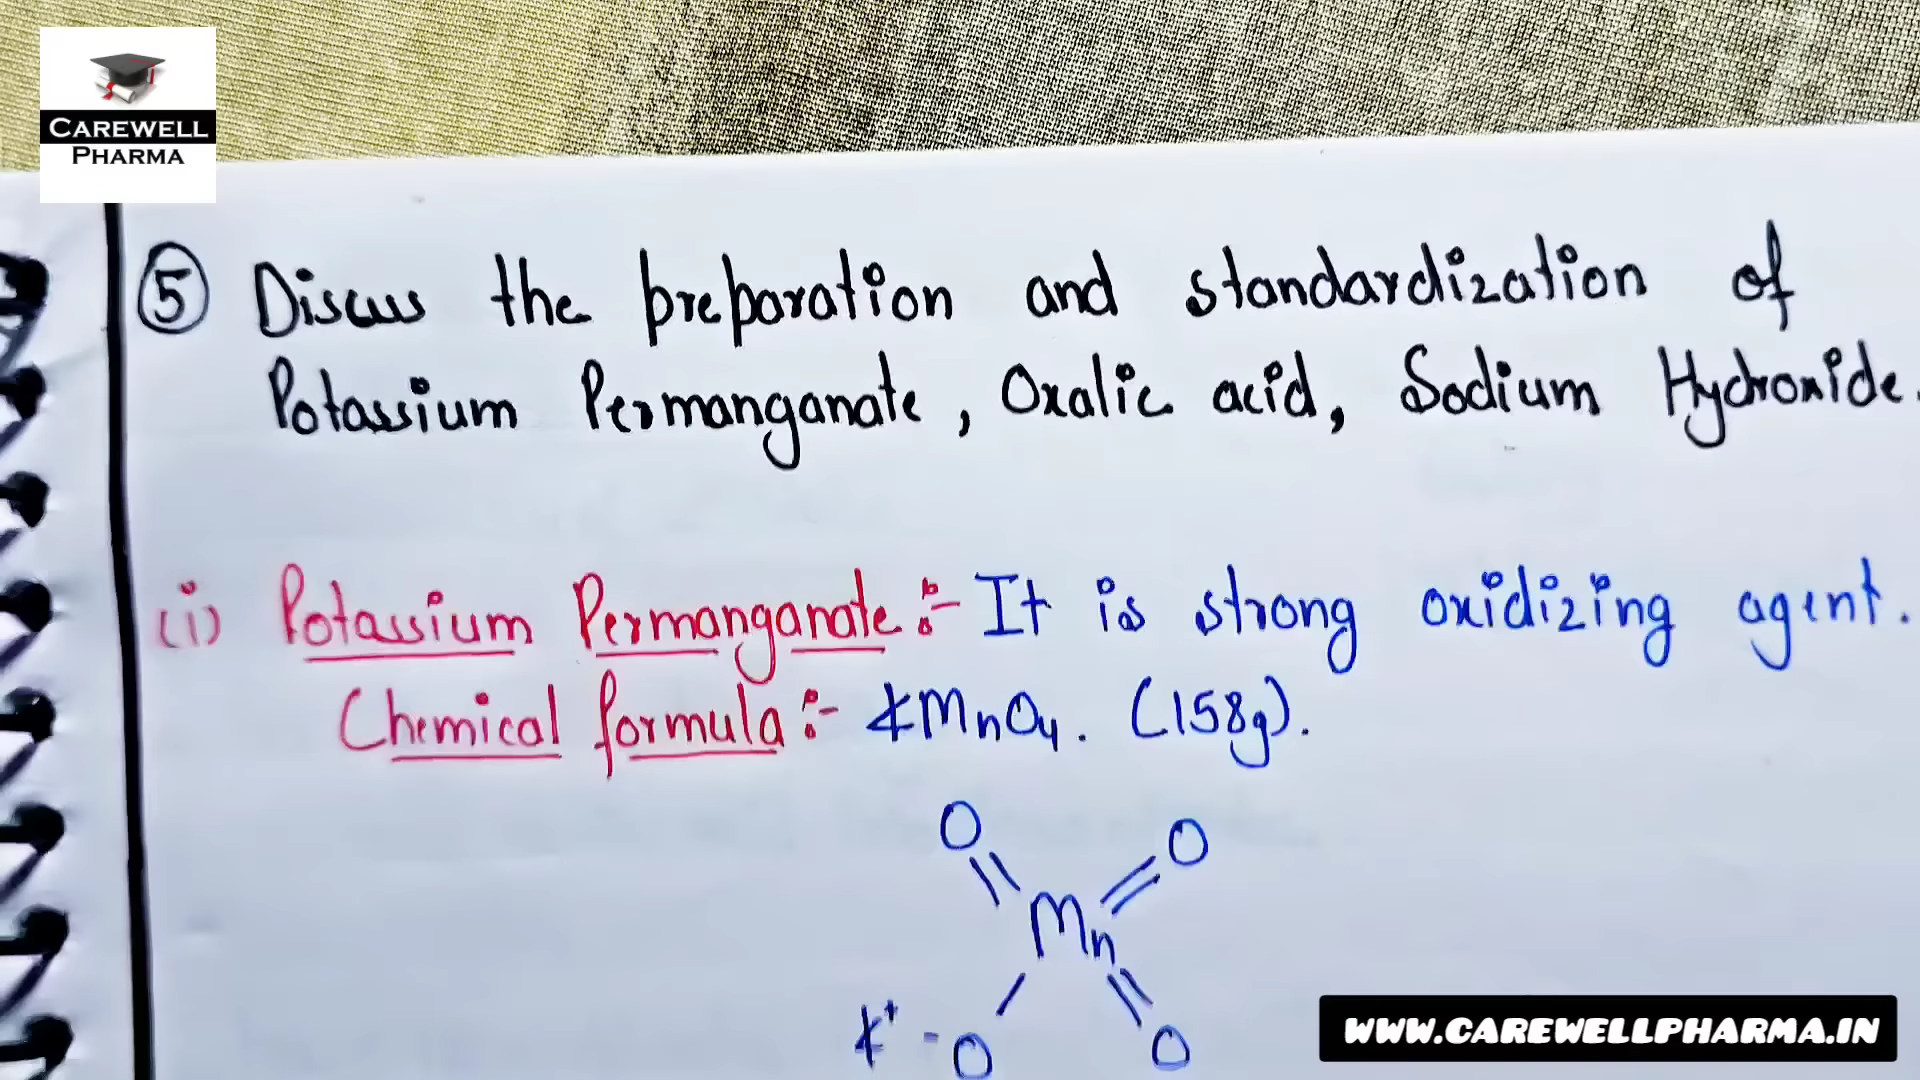 CAREWELL
PHARMA
5 Discuss the preparation and standardization of
Potassium Permanganate, Oxalic acid, Sodium Hydroxide.
(i) Potassium Permanganate :- It is strong oxidizing agent.
Chemical formula :- KMnO4. (158g).
O
O
Mn
K+ - O
O
WWW.CAREWELLPHARMA.IN